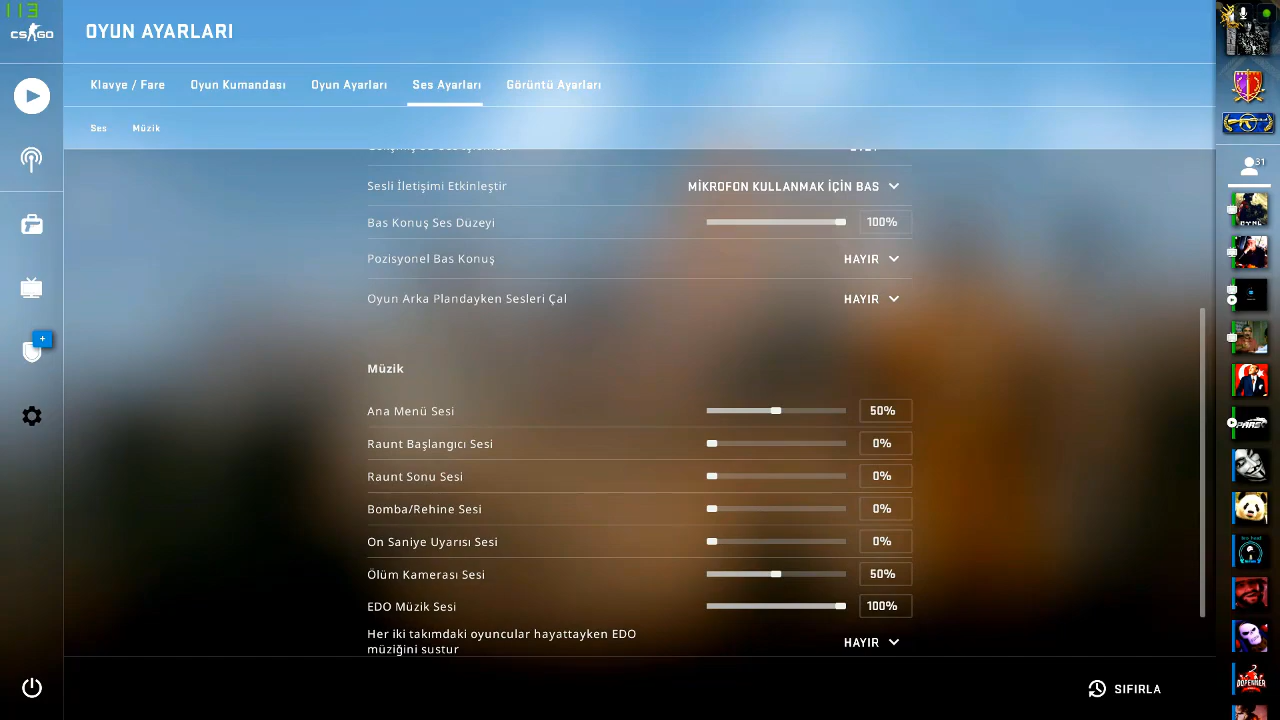 113
CS:GO
OYUN AYARLARI
Klavye / Fare
Oyun Kumandası
Oyun Ayarları
Ses Ayarları
Görüntü Ayarları
Ses
Müzik
31
Sesli İletişimi Etkinleştir
MİKROFON KULLANMAK İÇİN BAS
Bas Konuş Ses Düzeyi
100%
Pozisyonel Bas Konuş
HAYIR
Oyun Arka Plandayken Sesleri Çal
HAYIR
Müzik
Ana Menü Sesi
50%
Raunt Başlangıcı Sesi
0%
Raunt Sonu Sesi
0%
Bomba/Rehine Sesi
0%
On Saniye Uyarısı Sesi
0%
Ölüm Kamerası Sesi
50%
EDO Müzik Sesi
100%
Her iki takımdaki oyuncular hayattayken EDO
müziğini sustur
HAYIR
SIFIRLA